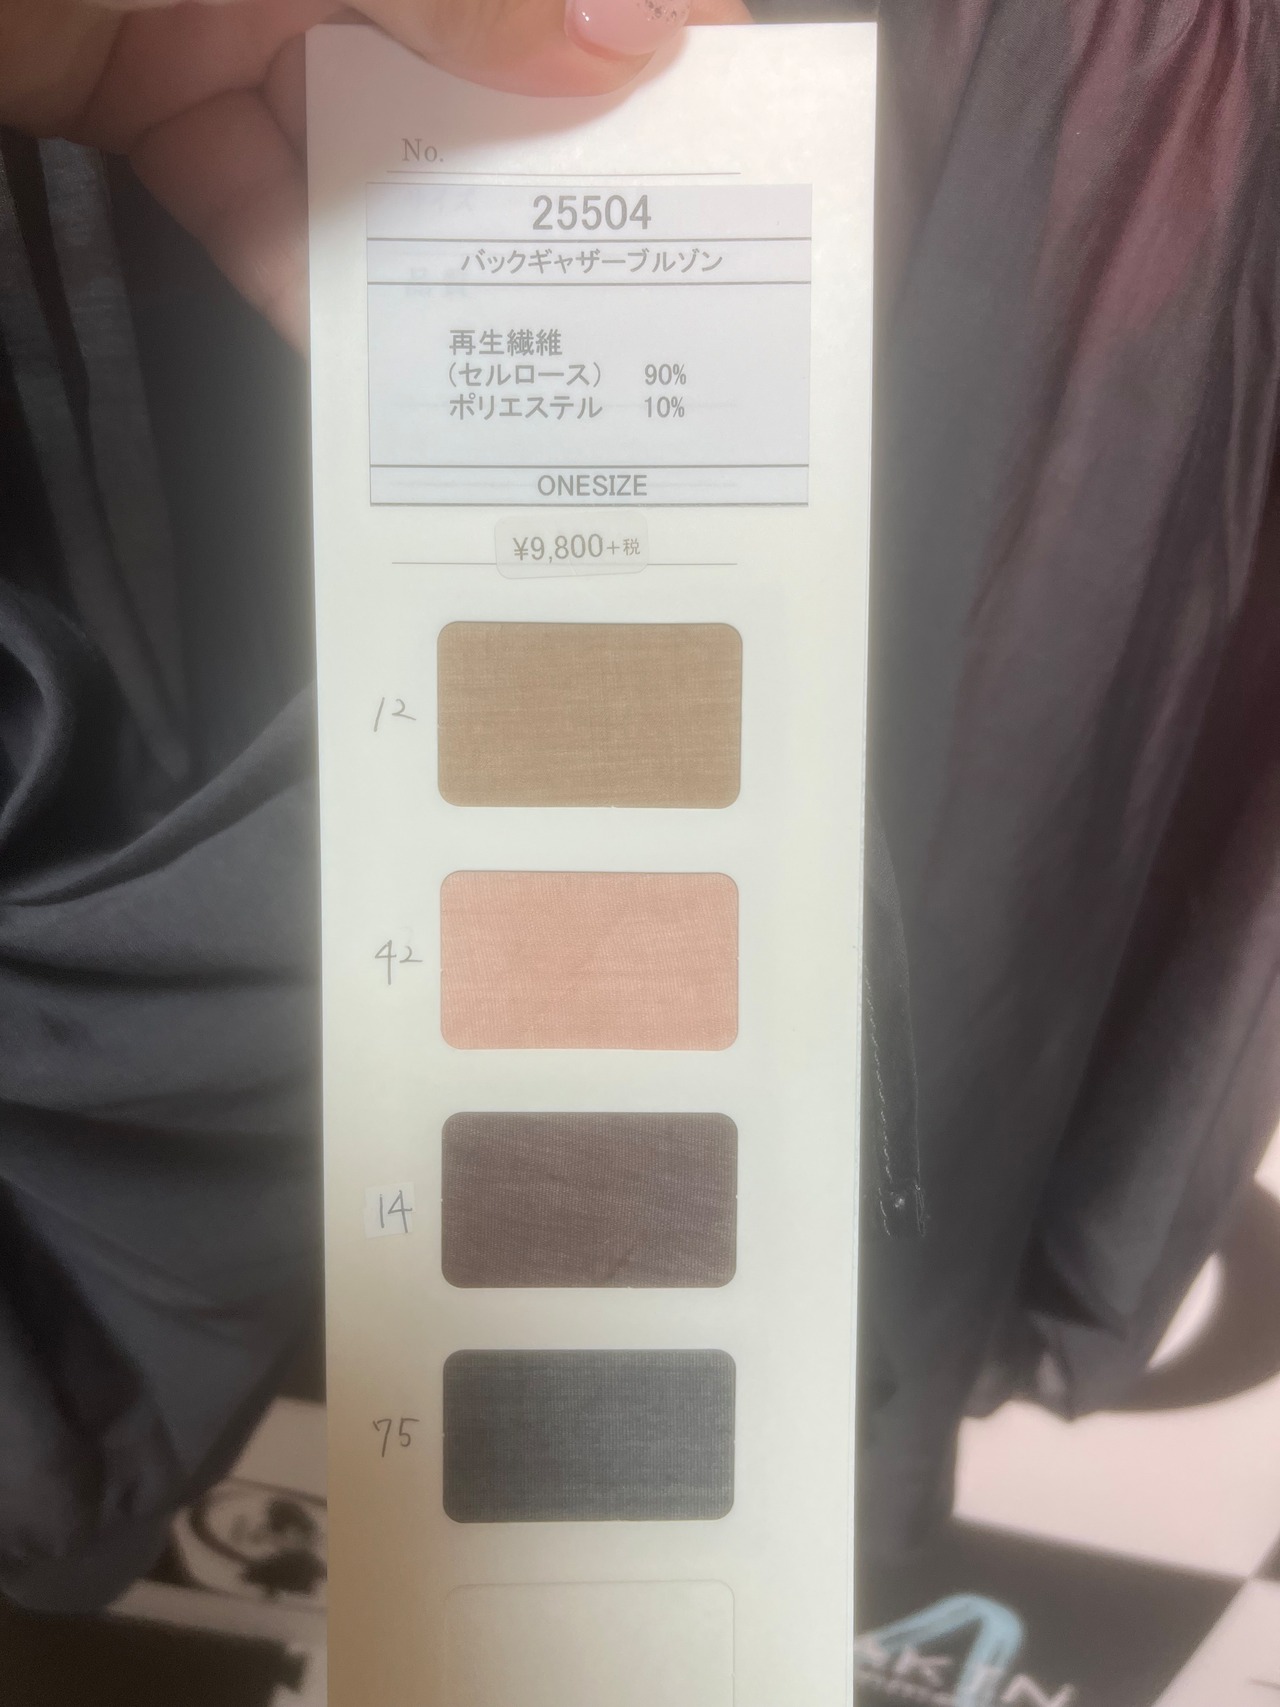 No.
25504
バックギャザーブルゾン
再生繊維
(セルロース) 90%
ポリエステル 10%
ONESIZE
¥9,800+税
12
42
14
75